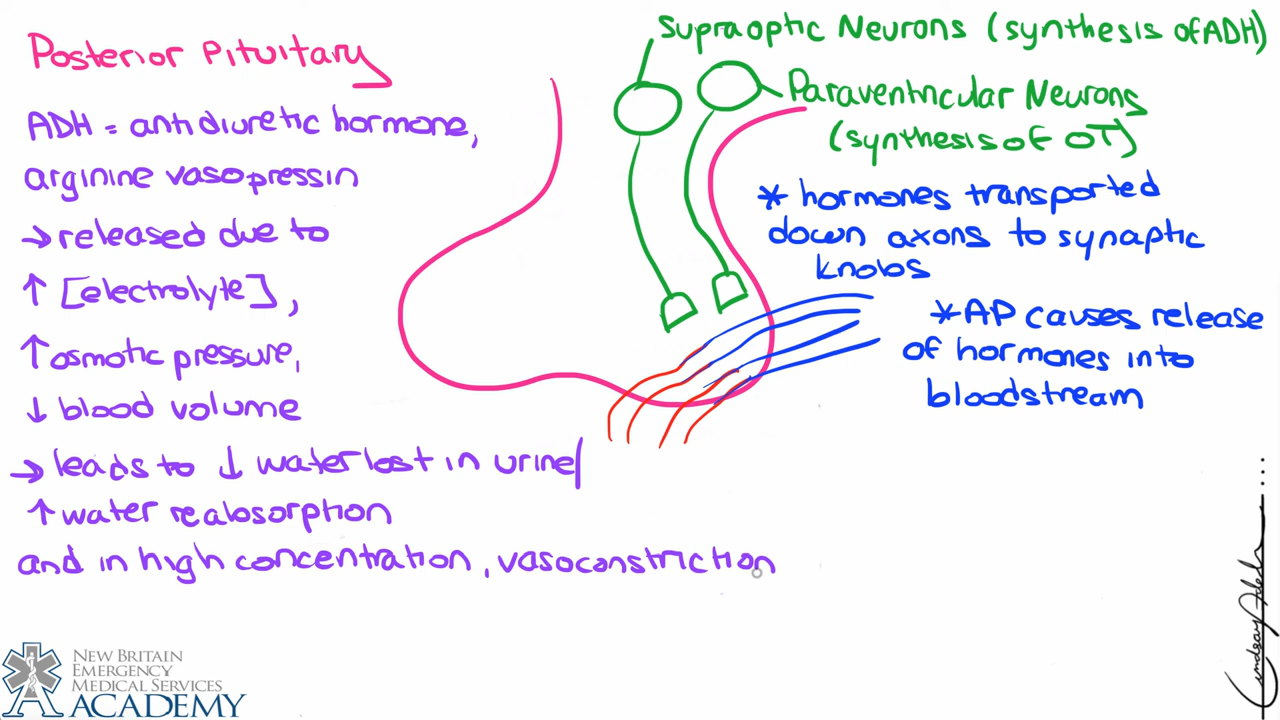 Posterior Pituitary
ADH = antidiuretic hormone,
arginine vasopressin
→ released due to
↑ [electrolyte],
↑ osmotic pressure,
↓ blood volume
→ leads to ↓ water lost in urine/
↑ water reabsorption
and in high concentration, vasoconstriction
Supraoptic Neurons (synthesis of ADH)
Paraventricular Neurons
(synthesis of OT)
* hormones transported
down axons to synaptic
knobs
* AP causes release
of hormones into
bloodstream
NEW BRITAIN
EMERGENCY
MEDICAL SERVICES
ACADEMY
Lindsay